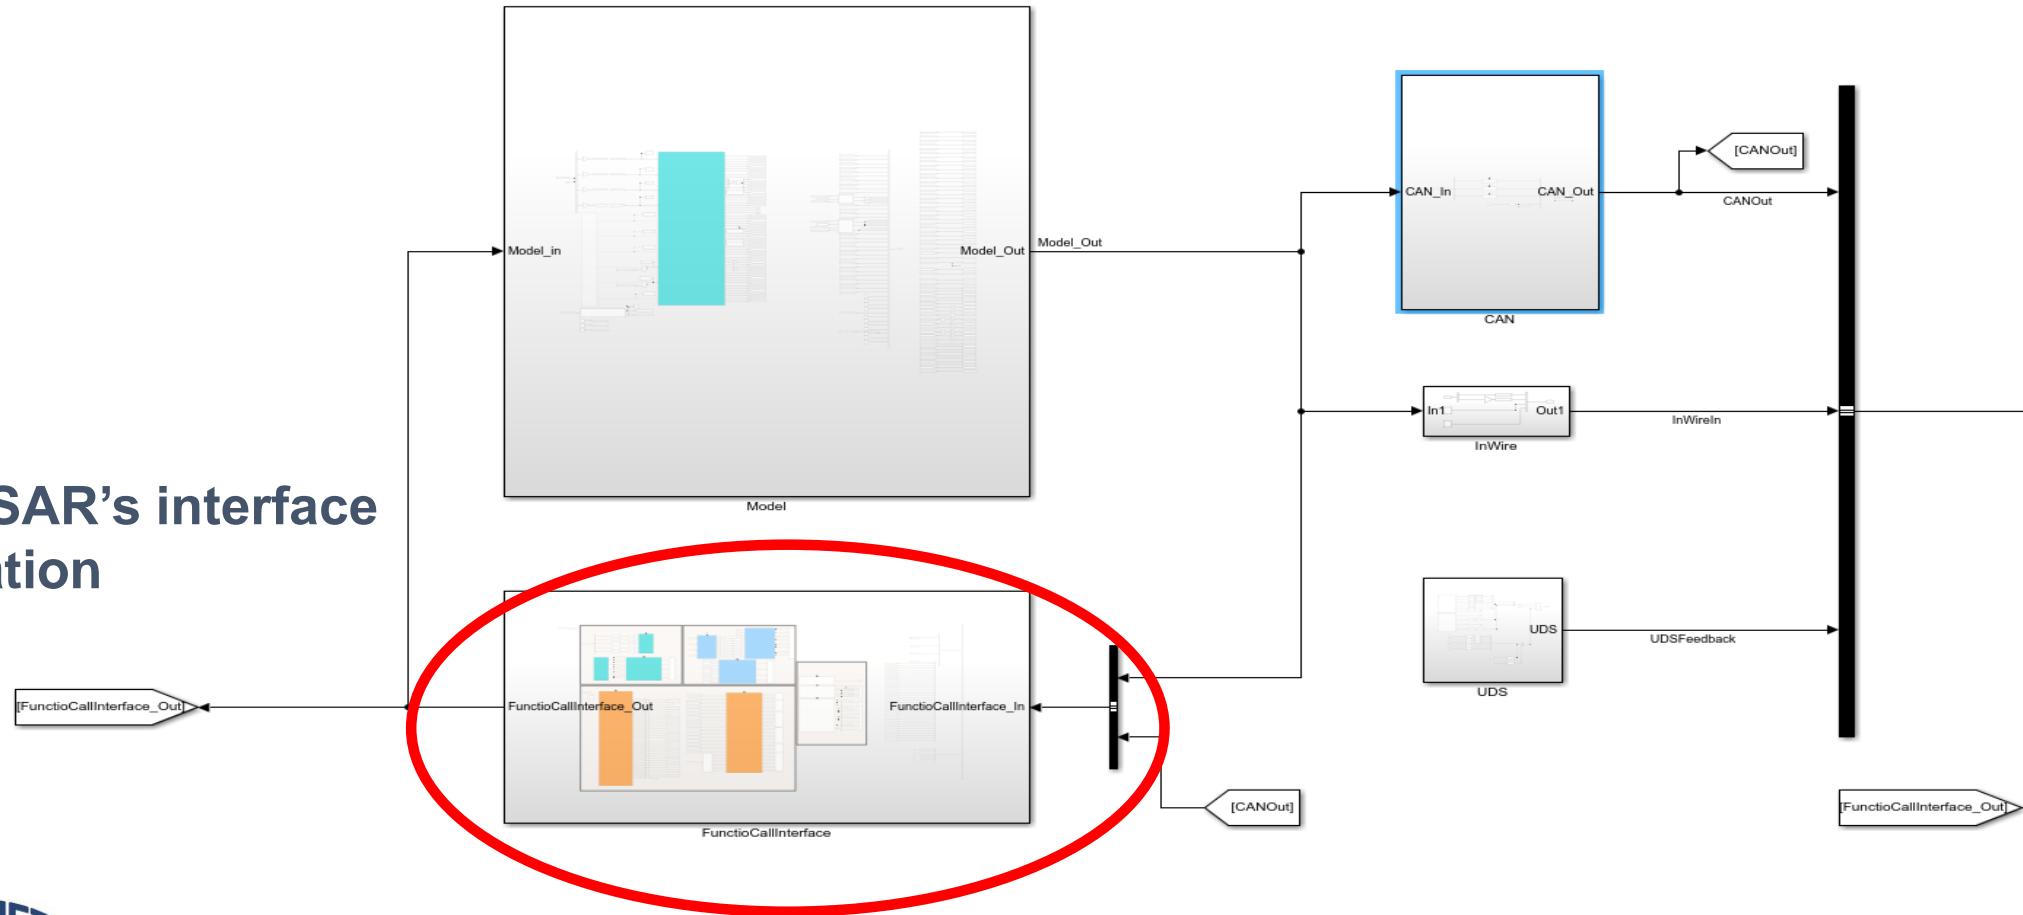 [CANOut]
CAN_In
CAN_Out
CANOut
Model_in
Model_Out
Model_Out
CAN
In1
Out1
InWireIn
InWire
SAR’s interface
Model
ation
UDS
UDSFeedback
UDS
[FunctioCallInterface_Out]
FunctioCallInterface_Out
FunctioCallInterface_In
[CANOut]
[FunctioCallInterface_Out]
FunctioCallInterface